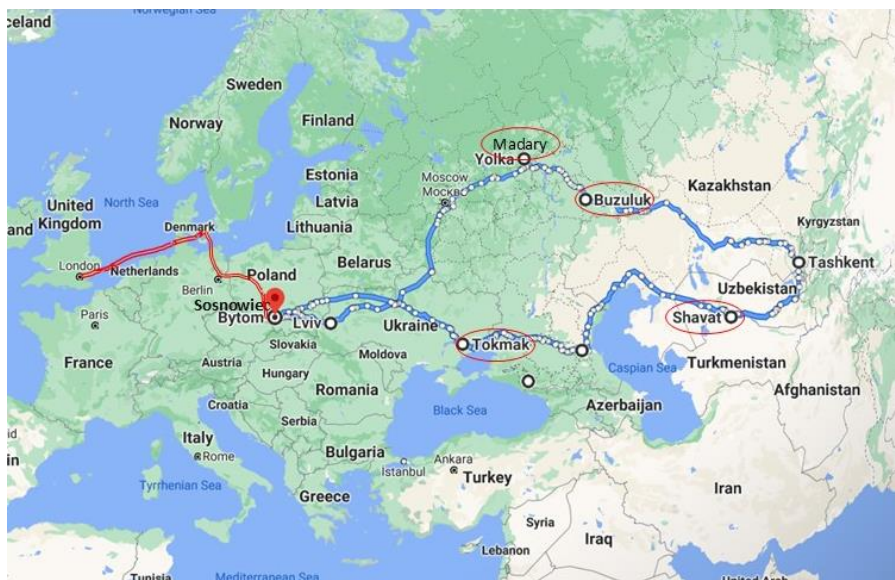 Norwegian Sea
Iceland
Sweden
Finland
Norway
Madary
Yolka
Estonia
Moscow
Москва
Latvia
Buzuluk
Kazakhstan
United
Kingdom
North Sea
Denmark
Lithuania
Kyrgyzstan
London
Netherlands
Belarus
Tashkent
Berlin
Poland
Sosnowiec
Uzbekistan
Bytom
Lviv
Ukraine
Shavat
Paris
Slovakia
Tokmak
Austria
Moldova
France
Hungary
Caspian Sea
Turkmenistan
Romania
Croatia
Afghanistan
Serbia
Black Sea
Azerbaijan
Italy
Bulgaria
Rome
Istanbul
Ankara
Tyrrhenian Sea
Turkey
Greece
Iran
Syria
Iraq
Lebanon
Tunisia
Mediterranean Sea